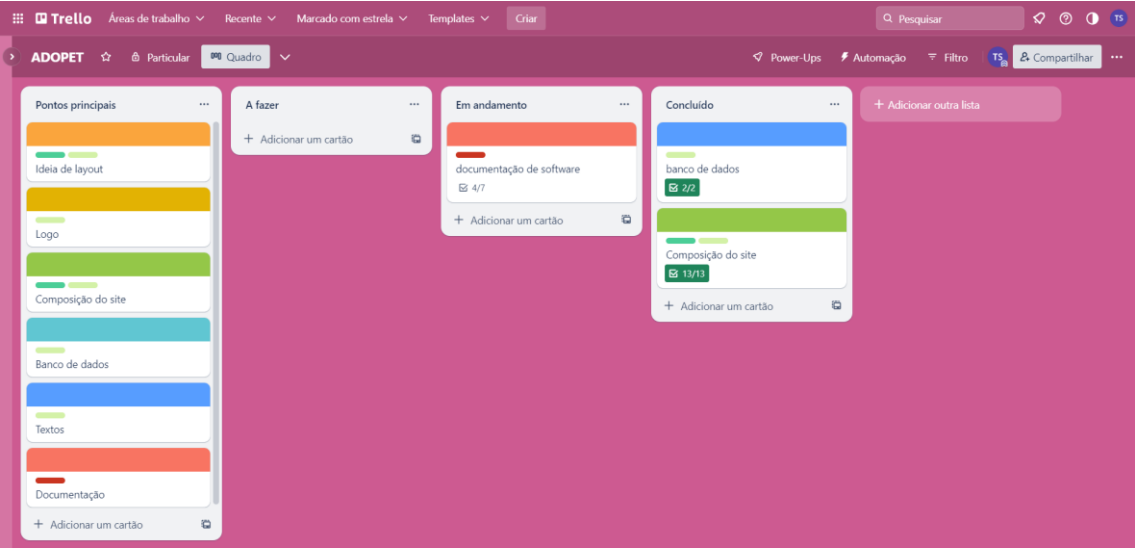 Trello Áreas de trabalho Recente Marcado com estrela Templates Criar Pesquisar TS
ADOPET Particular Quadro Power-Ups Automação Filtro TS Compartilhar
Pontos principais
Ideia de layout
Logo
Composição do site
Banco de dados
Textos
Documentação
+ Adicionar um cartão
A fazer
+ Adicionar um cartão
Em andamento
documentação de software
4/7
+ Adicionar um cartão
Concluído
banco de dados
2/2
Composição do site
13/13
+ Adicionar um cartão
+ Adicionar outra lista